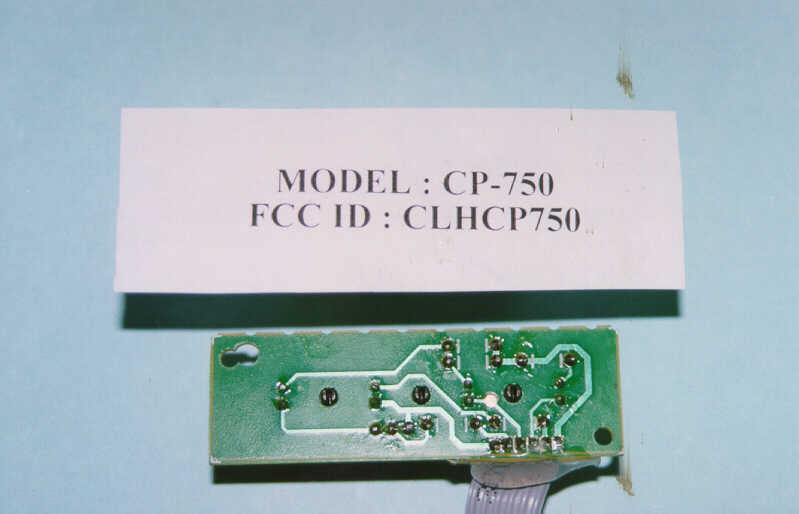 MODEL : CP-750
FCC ID : CLHCP750